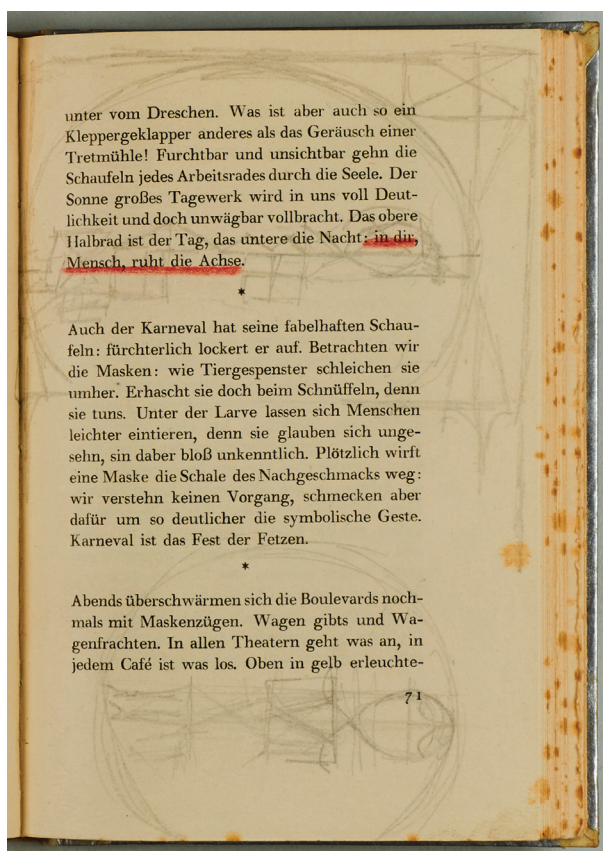 unter vom Dreschen. Was ist aber auch so ein
Kleppergeklapper anderes als das Geräusch einer
Tretmühle! Furchtbar und unsichtbar gehn die
Schaufeln jedes Arbeitsrades durch die Seele. Der
Sonne großes Tagewerk wird in uns voll Deut-
lichkeit und doch unwägbar vollbracht. Das obere
Halbrad ist der Tag, das untere die Nacht: in dir,
Mensch, ruht die Achse.
*
Auch der Karneval hat seine fabelhaften Schau-
feln: fürchterlich lockert er auf. Betrachten wir
die Masken: wie Tiergespenster schleichen sie
umher. Erhascht sie doch beim Schnüffeln, denn
sie tuns. Unter der Larve lassen sich Menschen
leichter eintieren, denn sie glauben sich unge-
sehn, sin daber bloß unkenntlich. Plötzlich wirft
eine Maske die Schale des Nachgeschmacks weg:
wir verstehn keinen Vorgang, schmecken aber
dafür um so deutlicher die symbolische Geste.
Karneval ist das Fest der Fetzen.
*
Abends überschwärmen sich die Boulevards noch-
mals mit Maskenzügen. Wagen gibts und Wa-
genfrachten. In allen Theatern geht was an, in
jedem Café ist was los. Oben in gelb erleuchte-
71